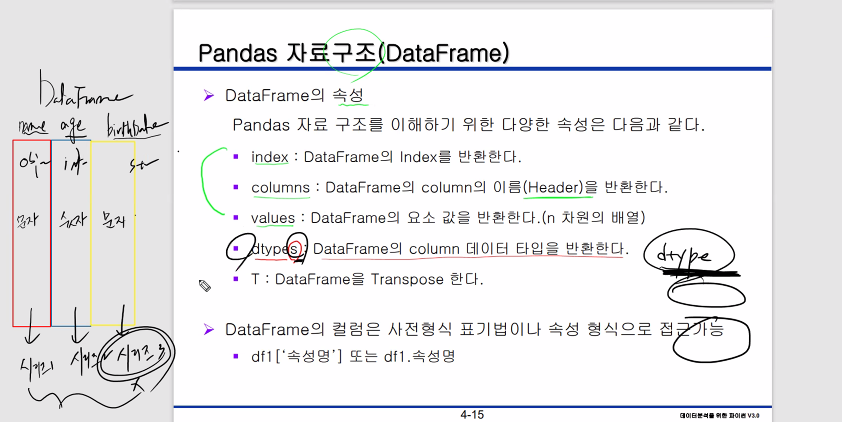 Pandas 자료구조(DataFrame)
DataFrame의 속성
Pandas 자료 구조를 이해하기 위한 다양한 속성은 다음과 같다.
index : DataFrame의 Index를 반환한다.
columns : DataFrame의 column의 이름(Header)을 반환한다.
values : DataFrame의 요소 값을 반환한다.(n 차원의 배열)
dtypes : DataFrame의 column 데이터 타입을 반환한다.
T : DataFrame을 Transpose 한다.
DataFrame의 컬럼은 사전형식 표기법이나 속성 형식으로 접근가능
df1[‘속성명’] 또는 df1.속성명
4-15
데이터분석을 위한 파이썬 V3.0
DataFrame
name age birthdate
obj int
문자 숫자 문자
dtype